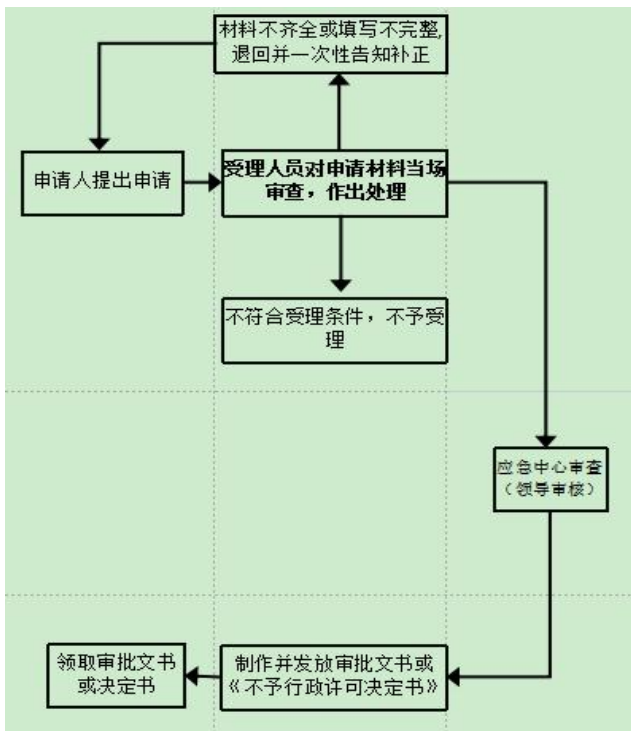 材料不齐全或填写不完整,
退回并一次性告知补正
申请人提出申请
受理人员对申请材料当场
审查，作出处理
不符合受理条件，不予受
理
应急中心审查
（领导审核）
领取审批文书
或决定书
制作并发放审批文书或
《不予行政许可决定书》